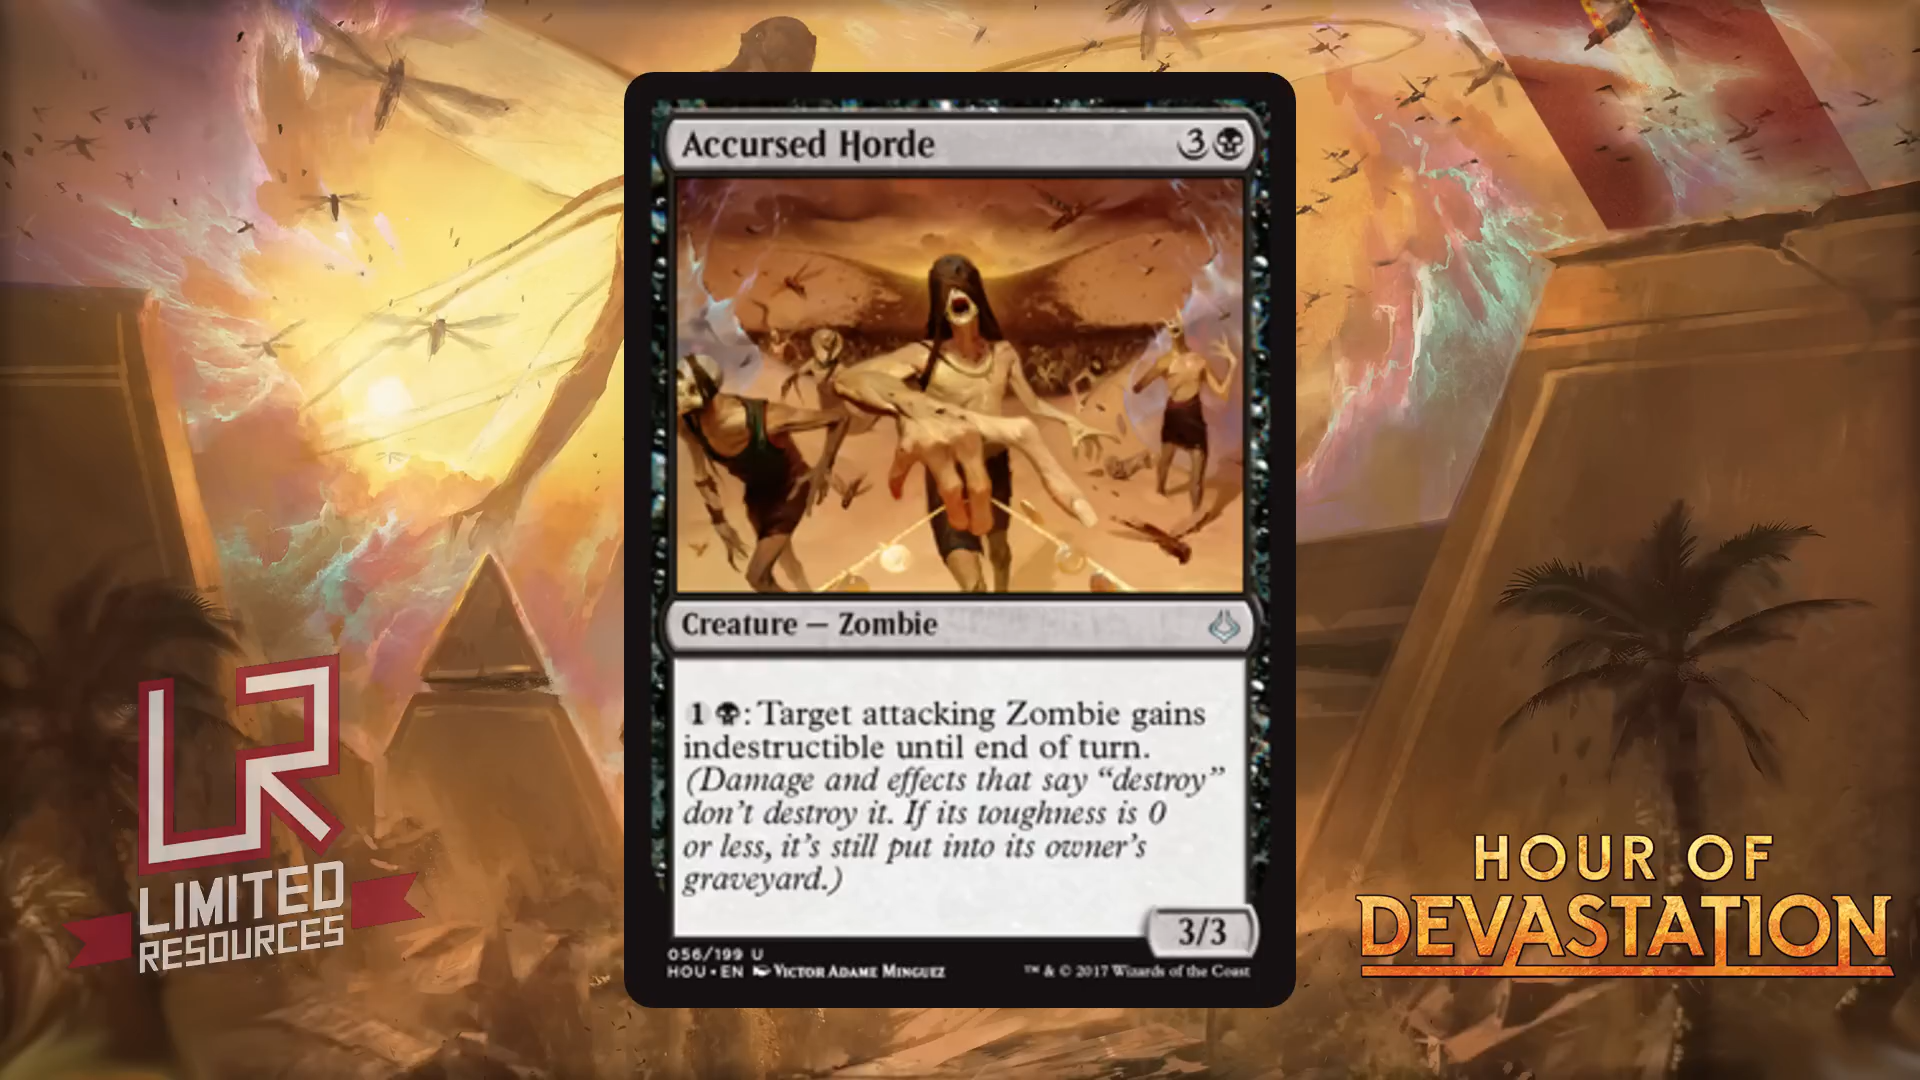 Accursed Horde 3
Creature — Zombie
1 : Target attacking Zombie gains
indestructible until end of turn.
(Damage and effects that say “destroy”
don’t destroy it. If its toughness is 0
or less, it’s still put into its owner’s
graveyard.)
3/3
056/199 U
HOU • EN VICTOR ADAME MINGUEZ
™ & © 2017 Wizards of the Coast
LR
LIMITED
RESOURCES
HOUR OF
DEVASTATION